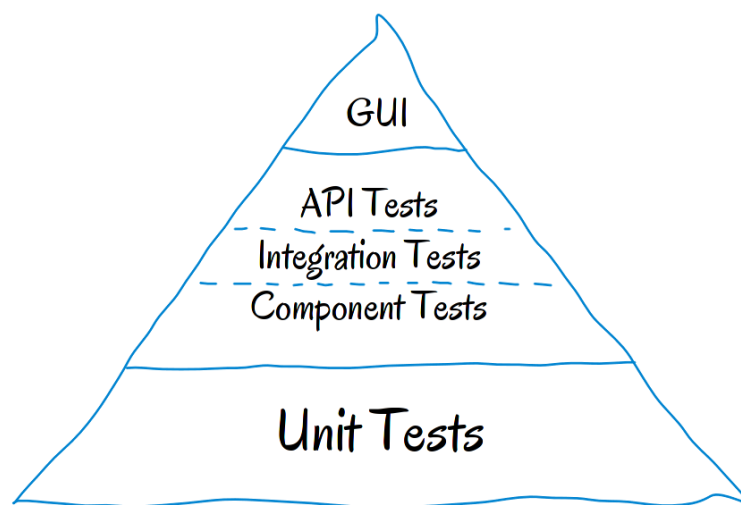 GUI
API Tests
Integration Tests
Component Tests
Unit Tests